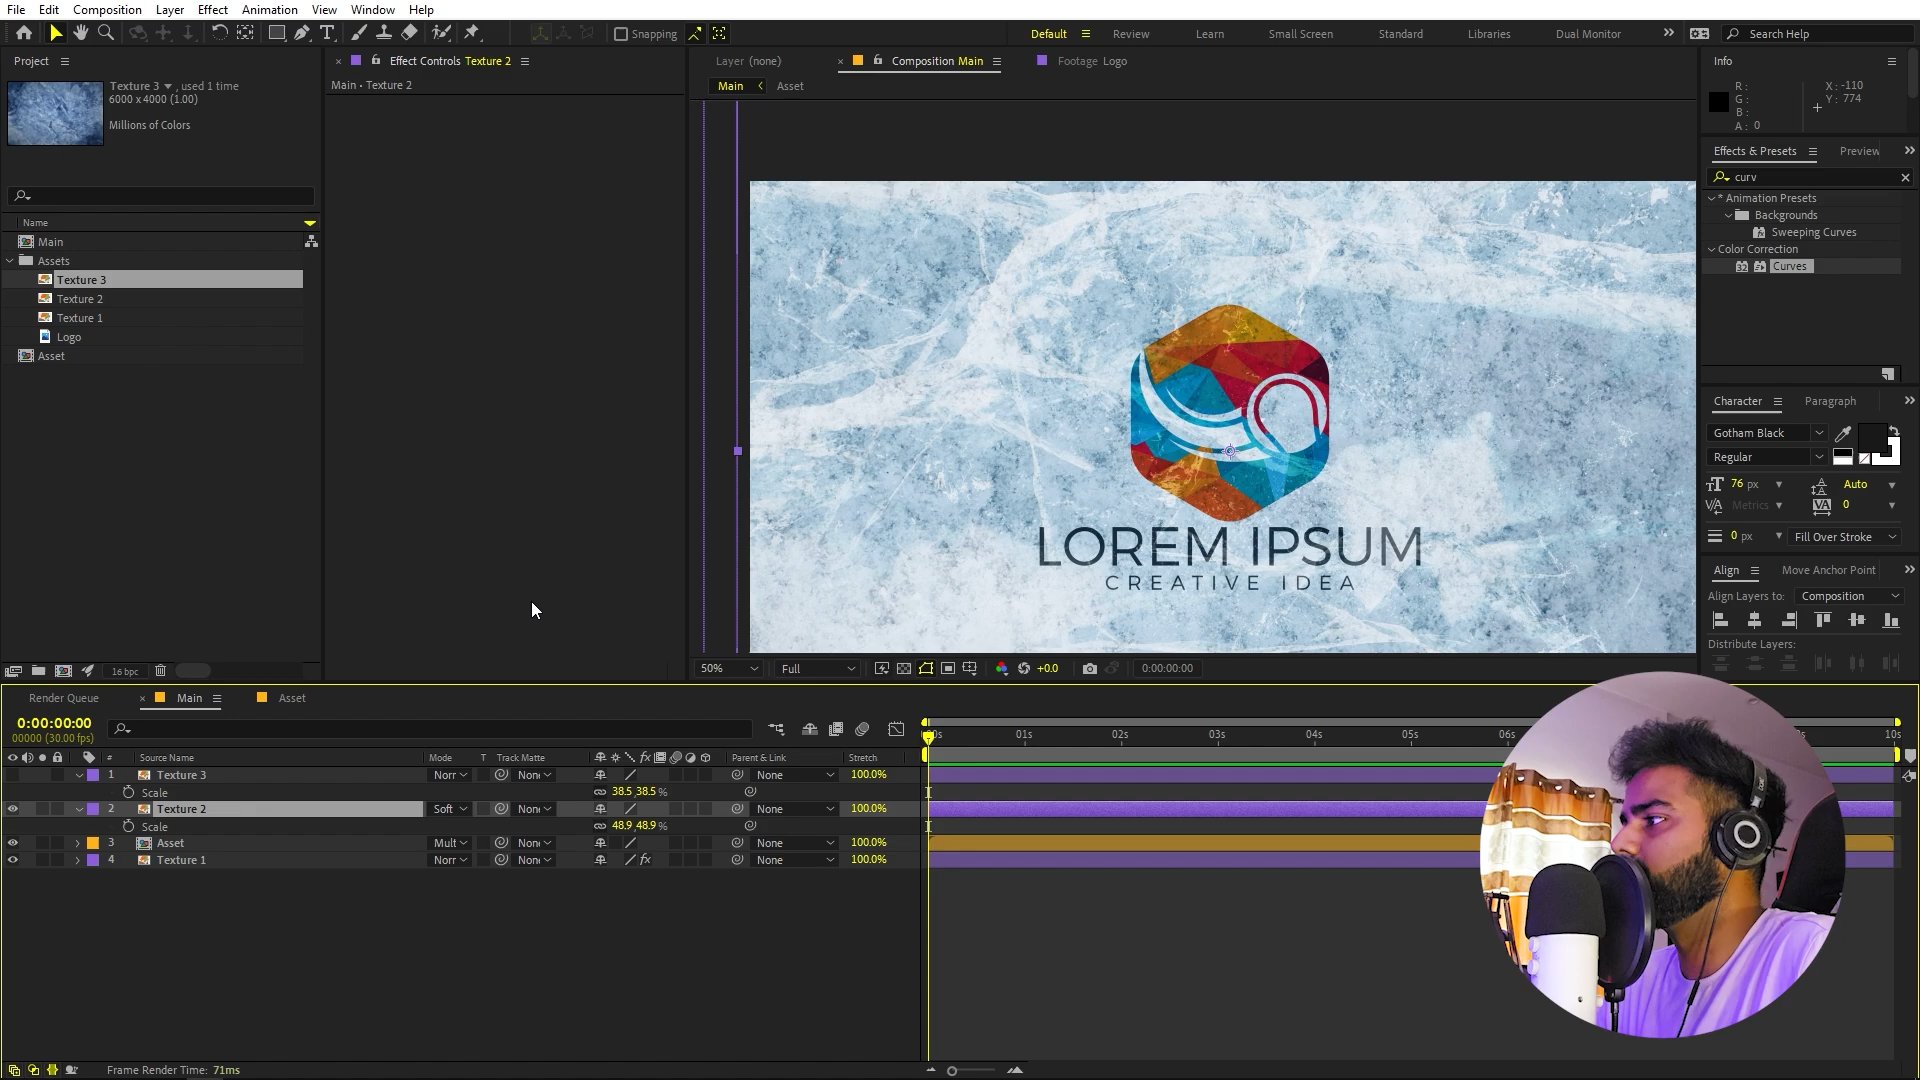 File Edit Composition Layer Effect Animation View Window Help
Snapping
Default Review Learn Small Screen Standard Libraries Dual Monitor
Search Help
Project
Texture 3 , used 1 time
6000 x 4000 (1.00)
Millions of Colors
Name
Main
Assets
Texture 3
Texture 2
Texture 1
Logo
Asset
16 bpc
Effect Controls Texture 2
Main • Texture 2
Layer (none)
Composition Main
Footage Logo
Main Asset
LOREM IPSUM
CREATIVE IDEA
50% Full +0.0 0:00:00:00
Info
R :
G :
B :
A : 0
X : -110
Y : 774
Effects & Presets Preview
curv
* Animation Presets
Backgrounds
Sweeping Curves
Color Correction
32 Curves
Character Paragraph
Gotham Black
Regular
76 px Auto
Metrics 0
0 px Fill Over Stroke
Align Move Anchor Point
Align Layers to: Composition
Distribute Layers:
Render Queue Main Asset
0:00:00:00
00000 (30.00 fps)
# Source Name Mode T Track Matte fx Parent & Link Stretch
1 Texture 3 Norr None None 100.0%
Scale 38.5,38.5 %
2 Texture 2 Soft None None 100.0%
Scale 48.9,48.9 %
3 Asset Mult None None 100.0%
4 Texture 1 Norr None fx None 100.0%
01s 02s 03s 04s 05s 10s
Frame Render Time: 71ms